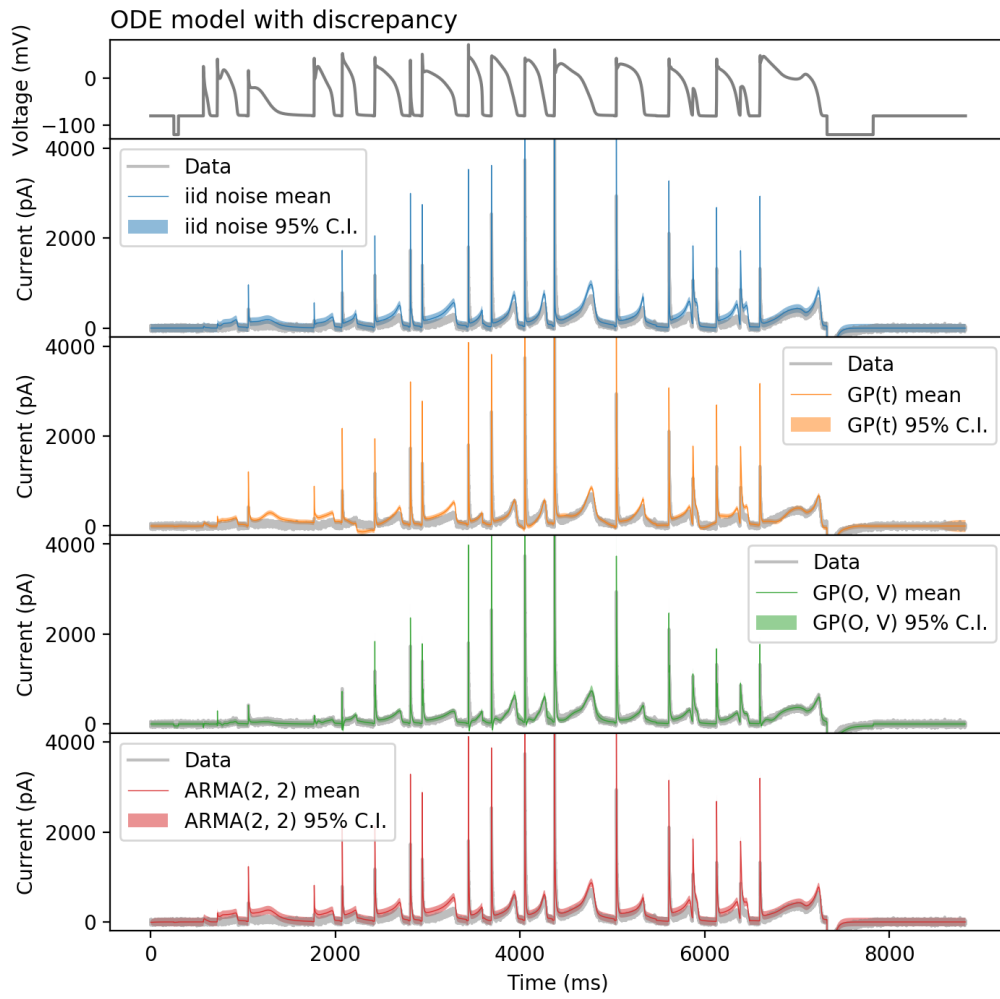 ODE model with discrepancy
Voltage (mV)
0
−100
Current (pA)
4000
2000
0
Data
iid noise mean
iid noise 95% C.I.
Current (pA)
4000
2000
0
Data
GP(t) mean
GP(t) 95% C.I.
Current (pA)
4000
2000
0
Data
GP(O, V) mean
GP(O, V) 95% C.I.
Current (pA)
4000
2000
0
Data
ARMA(2, 2) mean
ARMA(2, 2) 95% C.I.
0 2000 4000 6000 8000
Time (ms)